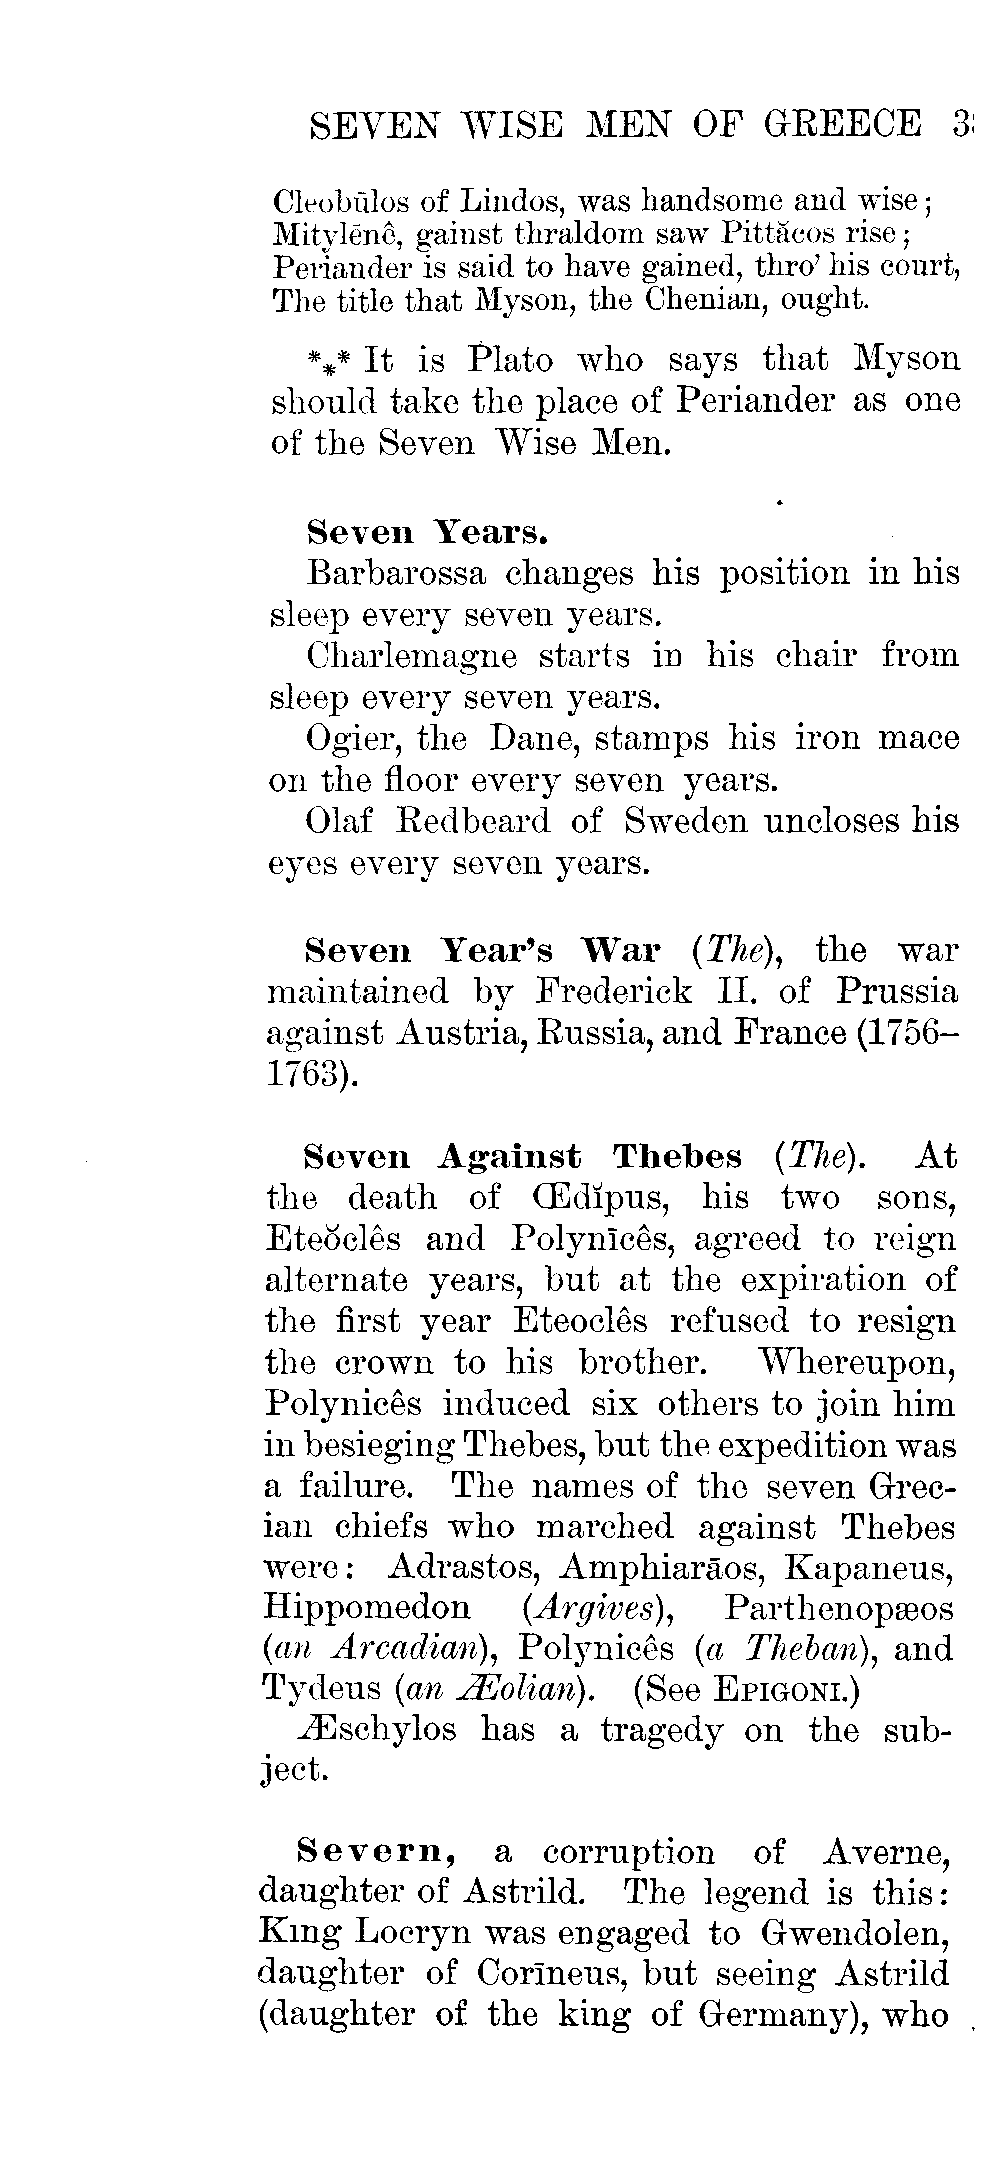 SEVEN WISE MEN OF GREECE 3
Cleobūlos of Lindos, was handsome and wise;
Mitylēnê, gainst thraldom saw Pittăcos rise;
Periander is said to have gained, thro' his court,
The title that Myson, the Chenian, ought.
*⁎* It is Plato who says that Myson
should take the place of Periander as one
of the Seven Wise Men.
Seven Years.
Barbarossa changes his position in his
sleep every seven years.
Charlemagne starts in his chair from
sleep every seven years.
Ogier, the Dane, stamps his iron mace
on the floor every seven years.
Olaf Redbeard of Sweden uncloses his
eyes every seven years.
Seven Year's War (The), the war
maintained by Frederick II. of Prussia
against Austria, Russia, and France (1756–
1763).
Seven Against Thebes (The). At
the death of Œdĭpus, his two sons,
Eteŏclês and Polynīcês, agreed to reign
alternate years, but at the expiration of
the first year Eteoclês refused to resign
the crown to his brother. Whereupon,
Polynicês induced six others to join him
in besieging Thebes, but the expedition was
a failure. The names of the seven Grec-
ian chiefs who marched against Thebes
were: Adrastos, Amphiarāos, Kapaneus,
Hippomedon (Argives), Parthenopæos
(an Arcadian), Polynicês (a Theban), and
Tydeus (an Æolian). (See EPIGONI.)
Æschylos has a tragedy on the sub-
ject.
Severn, a corruption of Averne,
daughter of Astrild. The legend is this:
King Locryn was engaged to Gwendolen,
daughter of Corīneus, but seeing Astrild
(daughter of the king of Germany), who